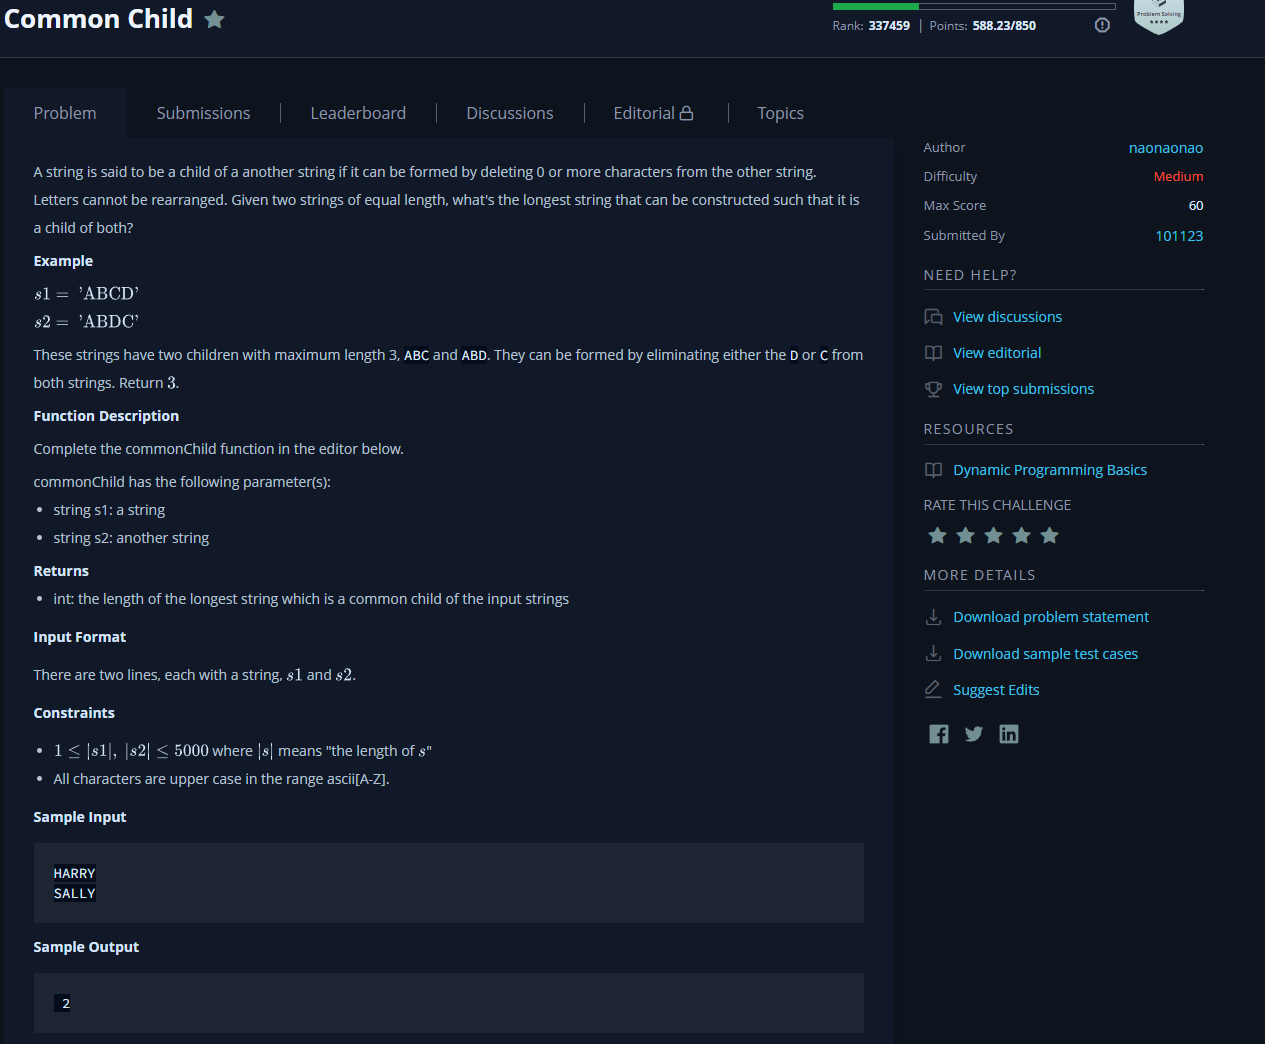 Common Child
Rank: 337459 | Points: 588.23/850
Problem Solving
Problem
Submissions
Leaderboard
Discussions
Editorial
Topics
A string is said to be a child of a another string if it can be formed by deleting 0 or more characters from the other string.
Letters cannot be rearranged. Given two strings of equal length, what's the longest string that can be constructed such that it is
a child of both?
Example
s1 = 'ABCD'
s2 = 'ABDC'
These strings have two children with maximum length 3, ABC and ABD. They can be formed by eliminating either the D or C from
both strings. Return 3.
Function Description
Complete the commonChild function in the editor below.
commonChild has the following parameter(s):
• string s1: a string
• string s2: another string
Returns
• int: the length of the longest string which is a common child of the input strings
Input Format
There are two lines, each with a string, s1 and s2.
Constraints
• 1 ≤ |s1|, |s2| ≤ 5000 where |s| means "the length of s"
• All characters are upper case in the range ascii[A-Z].
Sample Input
HARRY
SALLY
Sample Output
2
Author naonaonao
Difficulty Medium
Max Score 60
Submitted By 101123
NEED HELP?
View discussions
View editorial
View top submissions
RESOURCES
Dynamic Programming Basics
RATE THIS CHALLENGE
MORE DETAILS
Download problem statement
Download sample test cases
Suggest Edits